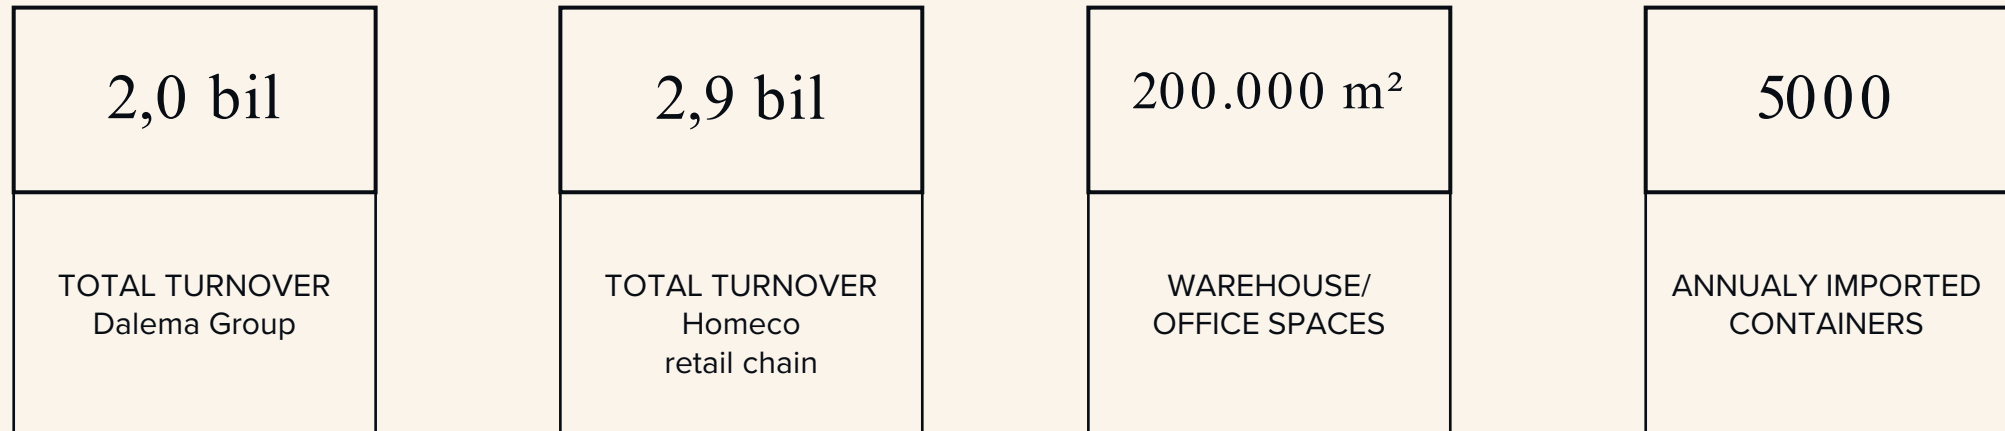 2,0 bil
TOTAL TURNOVER
Dalema Group
2,9 bil
TOTAL TURNOVER
Homeco
retail chain
200.000 m²
WAREHOUSE/
OFFICE SPACES
5000
ANNUALY IMPORTED
CONTAINERS